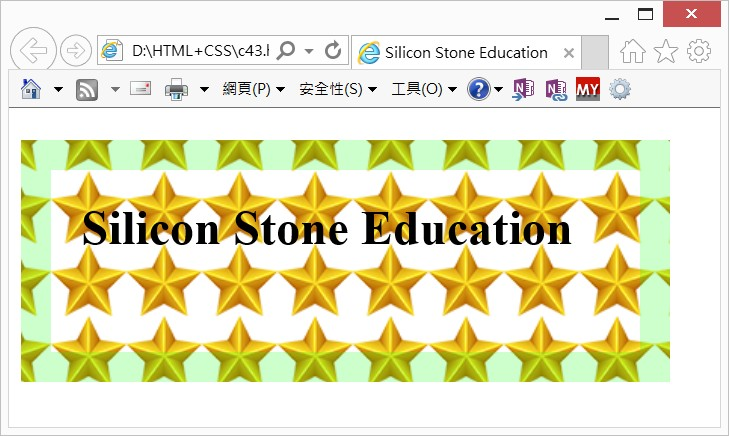 D:\HTML+CSS\c43.h
Silicon Stone Education
網頁(P) 安全性(S) 工具(O) ? N N MY
Silicon Stone Education